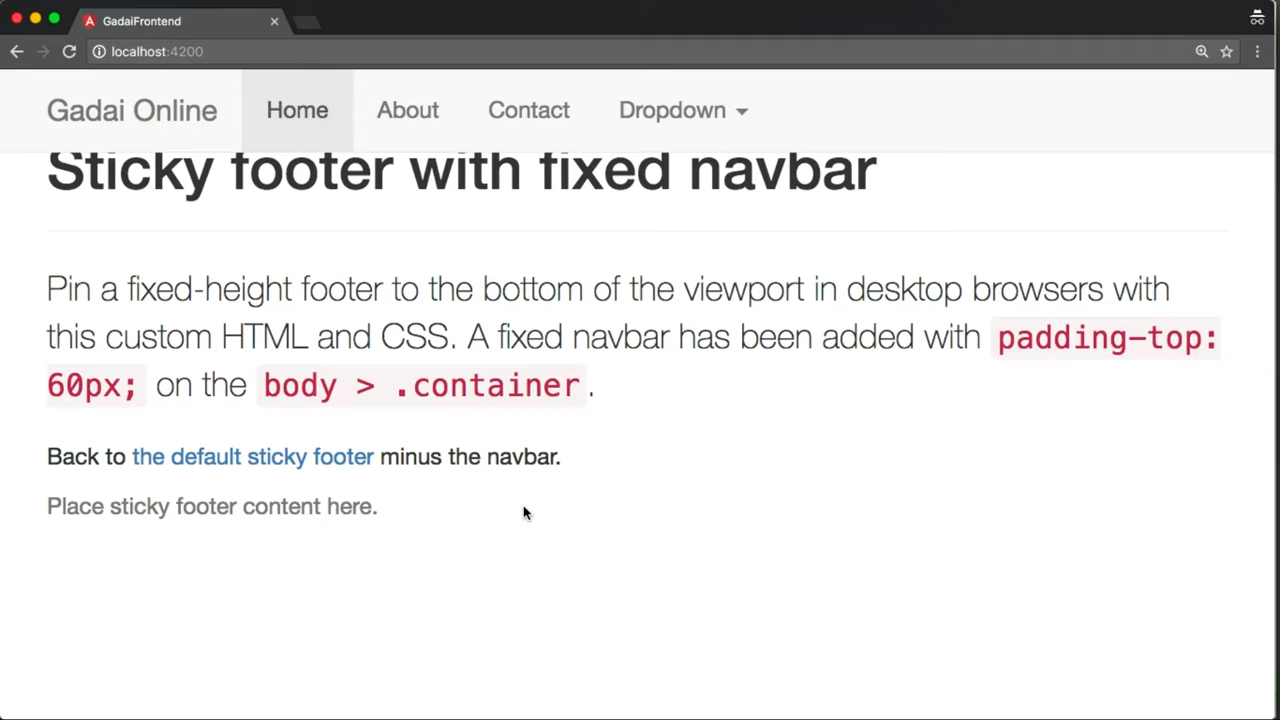 GadaiFrontend
localhost:4200
Gadai Online Home About Contact Dropdown
Sticky footer with fixed navbar
Pin a fixed-height footer to the bottom of the viewport in desktop browsers with
this custom HTML and CSS. A fixed navbar has been added with padding-top:
60px; on the body > .container.
Back to the default sticky footer minus the navbar.
Place sticky footer content here.